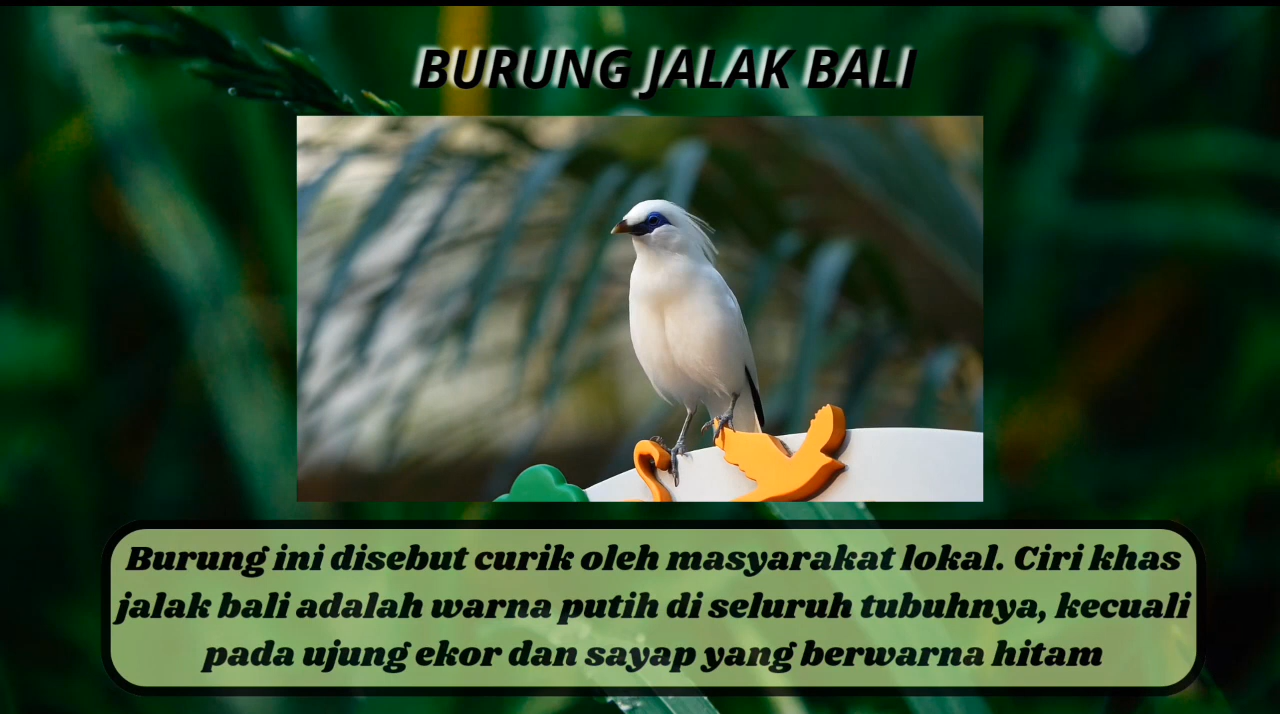 BURUNG JALAK BALI
Burung ini disebut curik oleh masyarakat lokal. Ciri khas
jalak bali adalah warna putih di seluruh tubuhnya, kecuali
pada ujung ekor dan sayap yang berwarna hitam